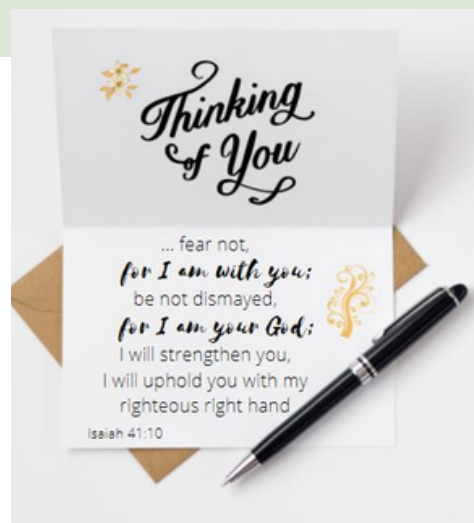 Thinking
of You
... fear not,
for I am with you;
be not dismayed,
for I am your God;
I will strengthen you,
I will uphold you with my
righteous right hand
Isaiah 41:10